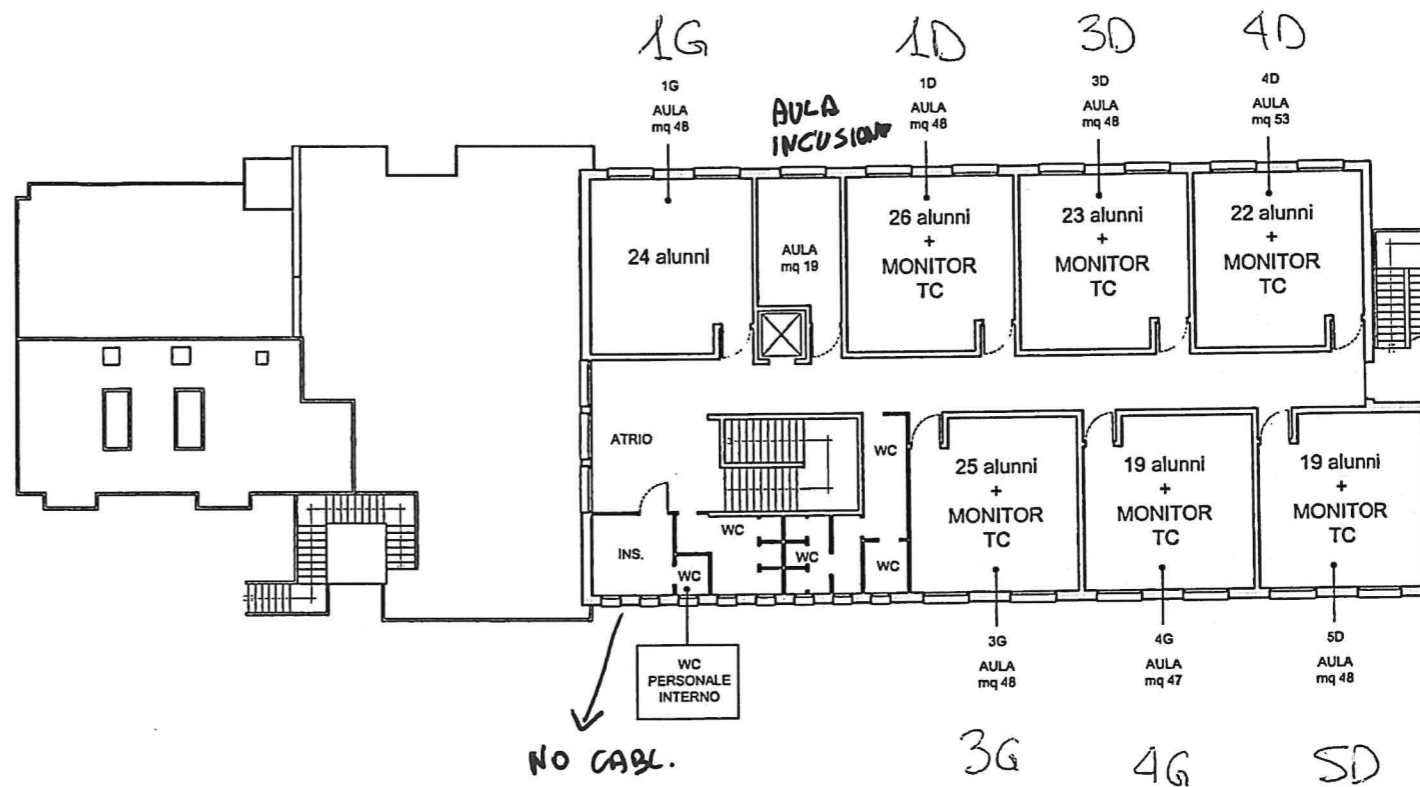 1G
1D
3D
4D
1G
AULA
mq 48
AULA
INCUSIONE
1D
AULA
mq 48
3D
AULA
mq 48
4D
AULA
mq 53
24 alunni
AULA
mq 19
26 alunni
+
MONITOR
TC
23 alunni
+
MONITOR
TC
22 alunni
+
MONITOR
TC
ATRIO
WC
25 alunni
+
MONITOR
TC
19 alunni
+
MONITOR
TC
19 alunni
+
MONITOR
TC
INS.
WC
WC
WC
WC
WC
PERSONALE
INTERNO
3G
AULA
mq 48
4G
AULA
mq 47
5D
AULA
mq 48
NO CABL.
3G
4G
5D